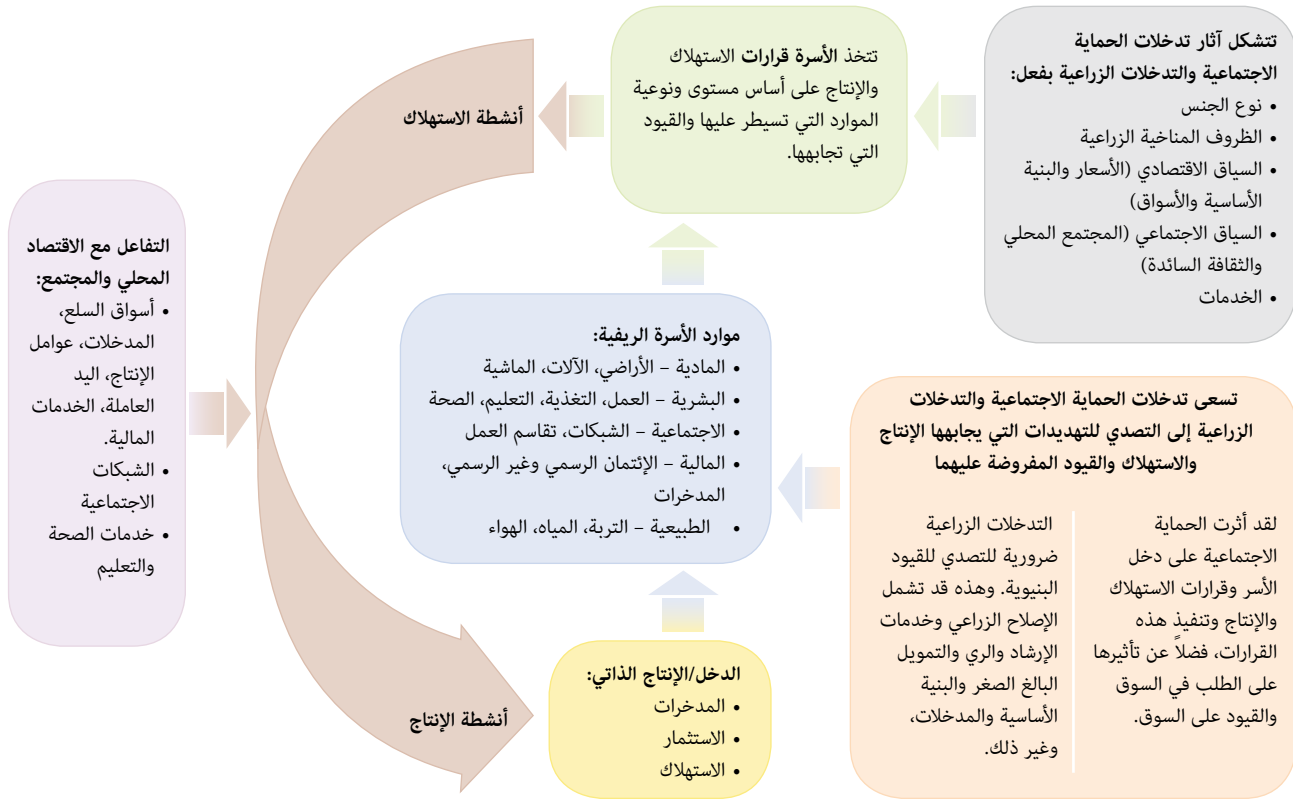 تتشكل آثار تدخلات الحماية
الاجتماعية والتدخلات الزراعية بفعل:
• نوع الجنس
• الظروف المناخية الزراعية
• السياق الاقتصادي (الأسعار والبنية
الأساسية والأسواق)
• السياق الاجتماعي (المجتمع المحلي
والثقافة السائدة)
• الخدمات
تتخذ الأسرة قرارات الاستهلاك
والإنتاج على أساس مستوى ونوعية
الموارد التي تسيطر عليها والقيود
التي تجابهها.
أنشطة الاستهلاك
التفاعل مع الاقتصاد
المحلي والمجتمع:
• أسواق السلع،
المدخلات، عوامل
الإنتاج، اليد
العاملة، الخدمات
المالية.
• الشبكات
الاجتماعية
• خدمات الصحة
والتعليم
موارد الأسرة الريفية:
• المادية – الأراضي، الآلات، الماشية
• البشرية – العمل، التغذية، التعليم، الصحة
• الاجتماعية – الشبكات، تقاسم العمل
• المالية – الإئتمان الرسمي وغير الرسمي،
المدخرات
• الطبيعية – التربة، المياه، الهواء
تسعى تدخلات الحماية الاجتماعية والتدخلات
الزراعية إلى التصدي للتهديدات التي يجابهها الإنتاج
والاستهلاك والقيود المفروضة عليهما
لقد أثرت الحماية
الاجتماعية على دخل
الأسر وقرارات الاستهلاك
والإنتاج وتنفيذ هذه
القرارات، فضلاً عن تأثيرها
على الطلب في السوق
والقيود على السوق.
التدخلات الزراعية
ضرورية للتصدي للقيود
البنيوية. وهذه قد تشمل
الإصلاح الزراعي وخدمات
الإرشاد والري والتمويل
البالغ الصغر والبنية
الأساسية والمدخلات،
وغير ذلك.
الدخل/الإنتاج الذاتي:
• المدخرات
• الاستثمار
• الاستهلاك
أنشطة الإنتاج